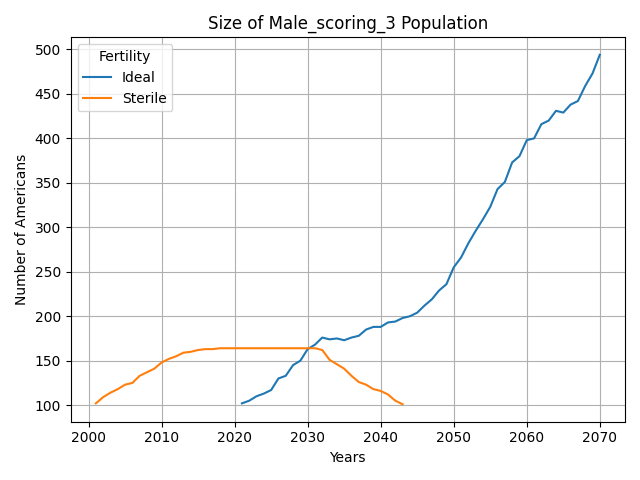 Size of Male_scoring_3 Population
Fertility
Ideal
Sterile
Number of Americans
500
450
400
350
300
250
200
150
100
2000 2010 2020 2030 2040 2050 2060 2070
Years